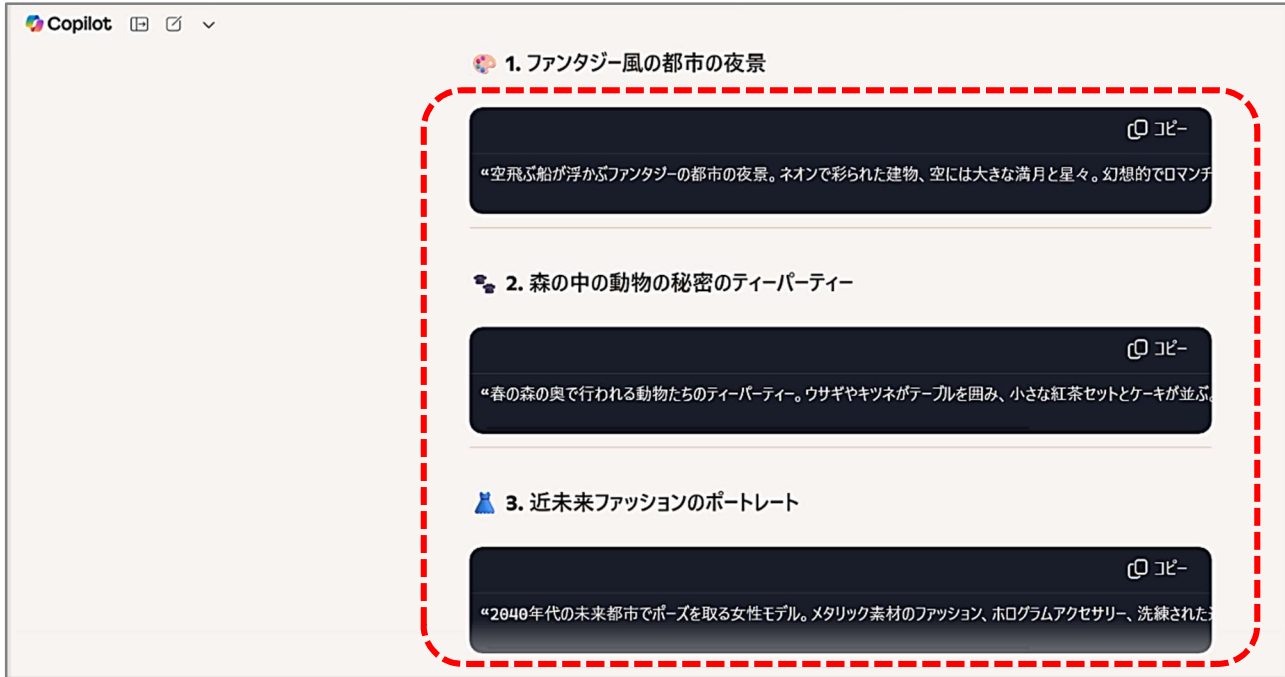 Copilot
1. ファンタジー風の都市の夜景
コピー
“空飛ぶ船が浮かぶファンタジーの都市の夜景。ネオンで彩られた建物、空には大きな満月と星々。幻想的でロマンチ
2. 森の中の動物の秘密のティーパーティー
コピー
“春の森の奥で行われる動物たちのティーパーティー。ウサギやキツネがテーブルを囲み、小さな紅茶セットとケーキが並ぶ。
3. 近未来ファッションのポートレート
コピー
“2040年代の未来都市でポーズを取る女性モデル。メタリック素材のファッション、ホログラムアクセサリー、洗練された